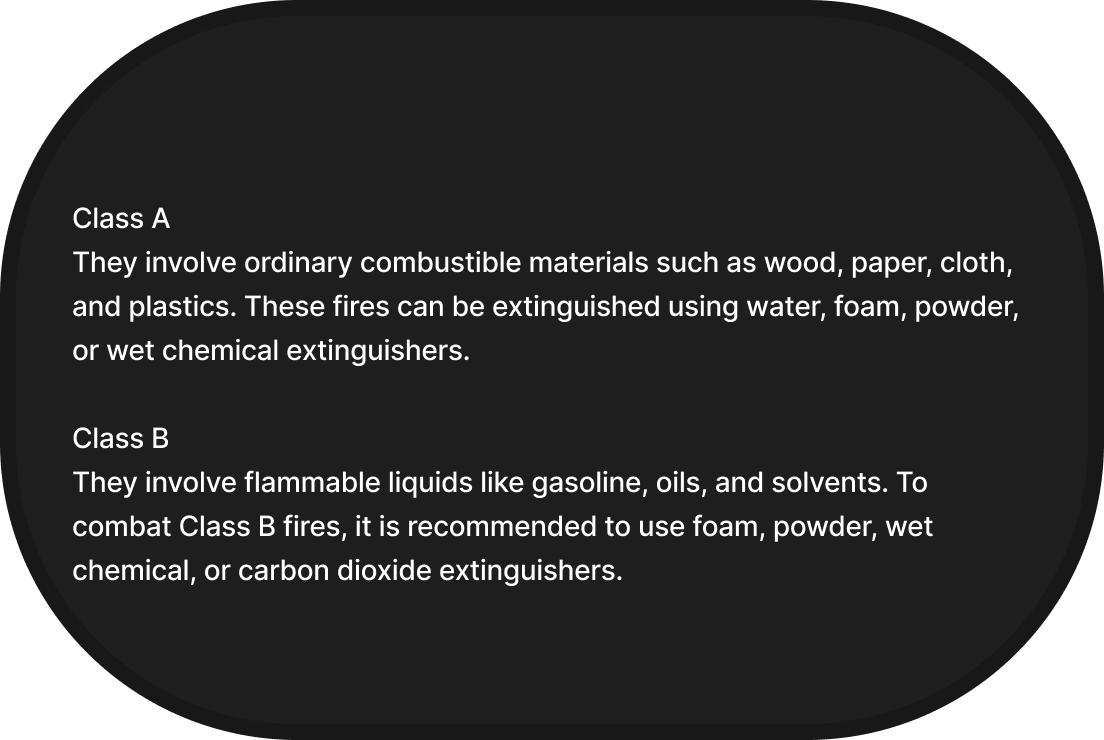 Class A
They involve ordinary combustible materials such as wood, paper, cloth,
and plastics. These fires can be extinguished using water, foam, powder,
or wet chemical extinguishers.
Class B
They involve flammable liquids like gasoline, oils, and solvents. To
combat Class B fires, it is recommended to use foam, powder, wet
chemical, or carbon dioxide extinguishers.